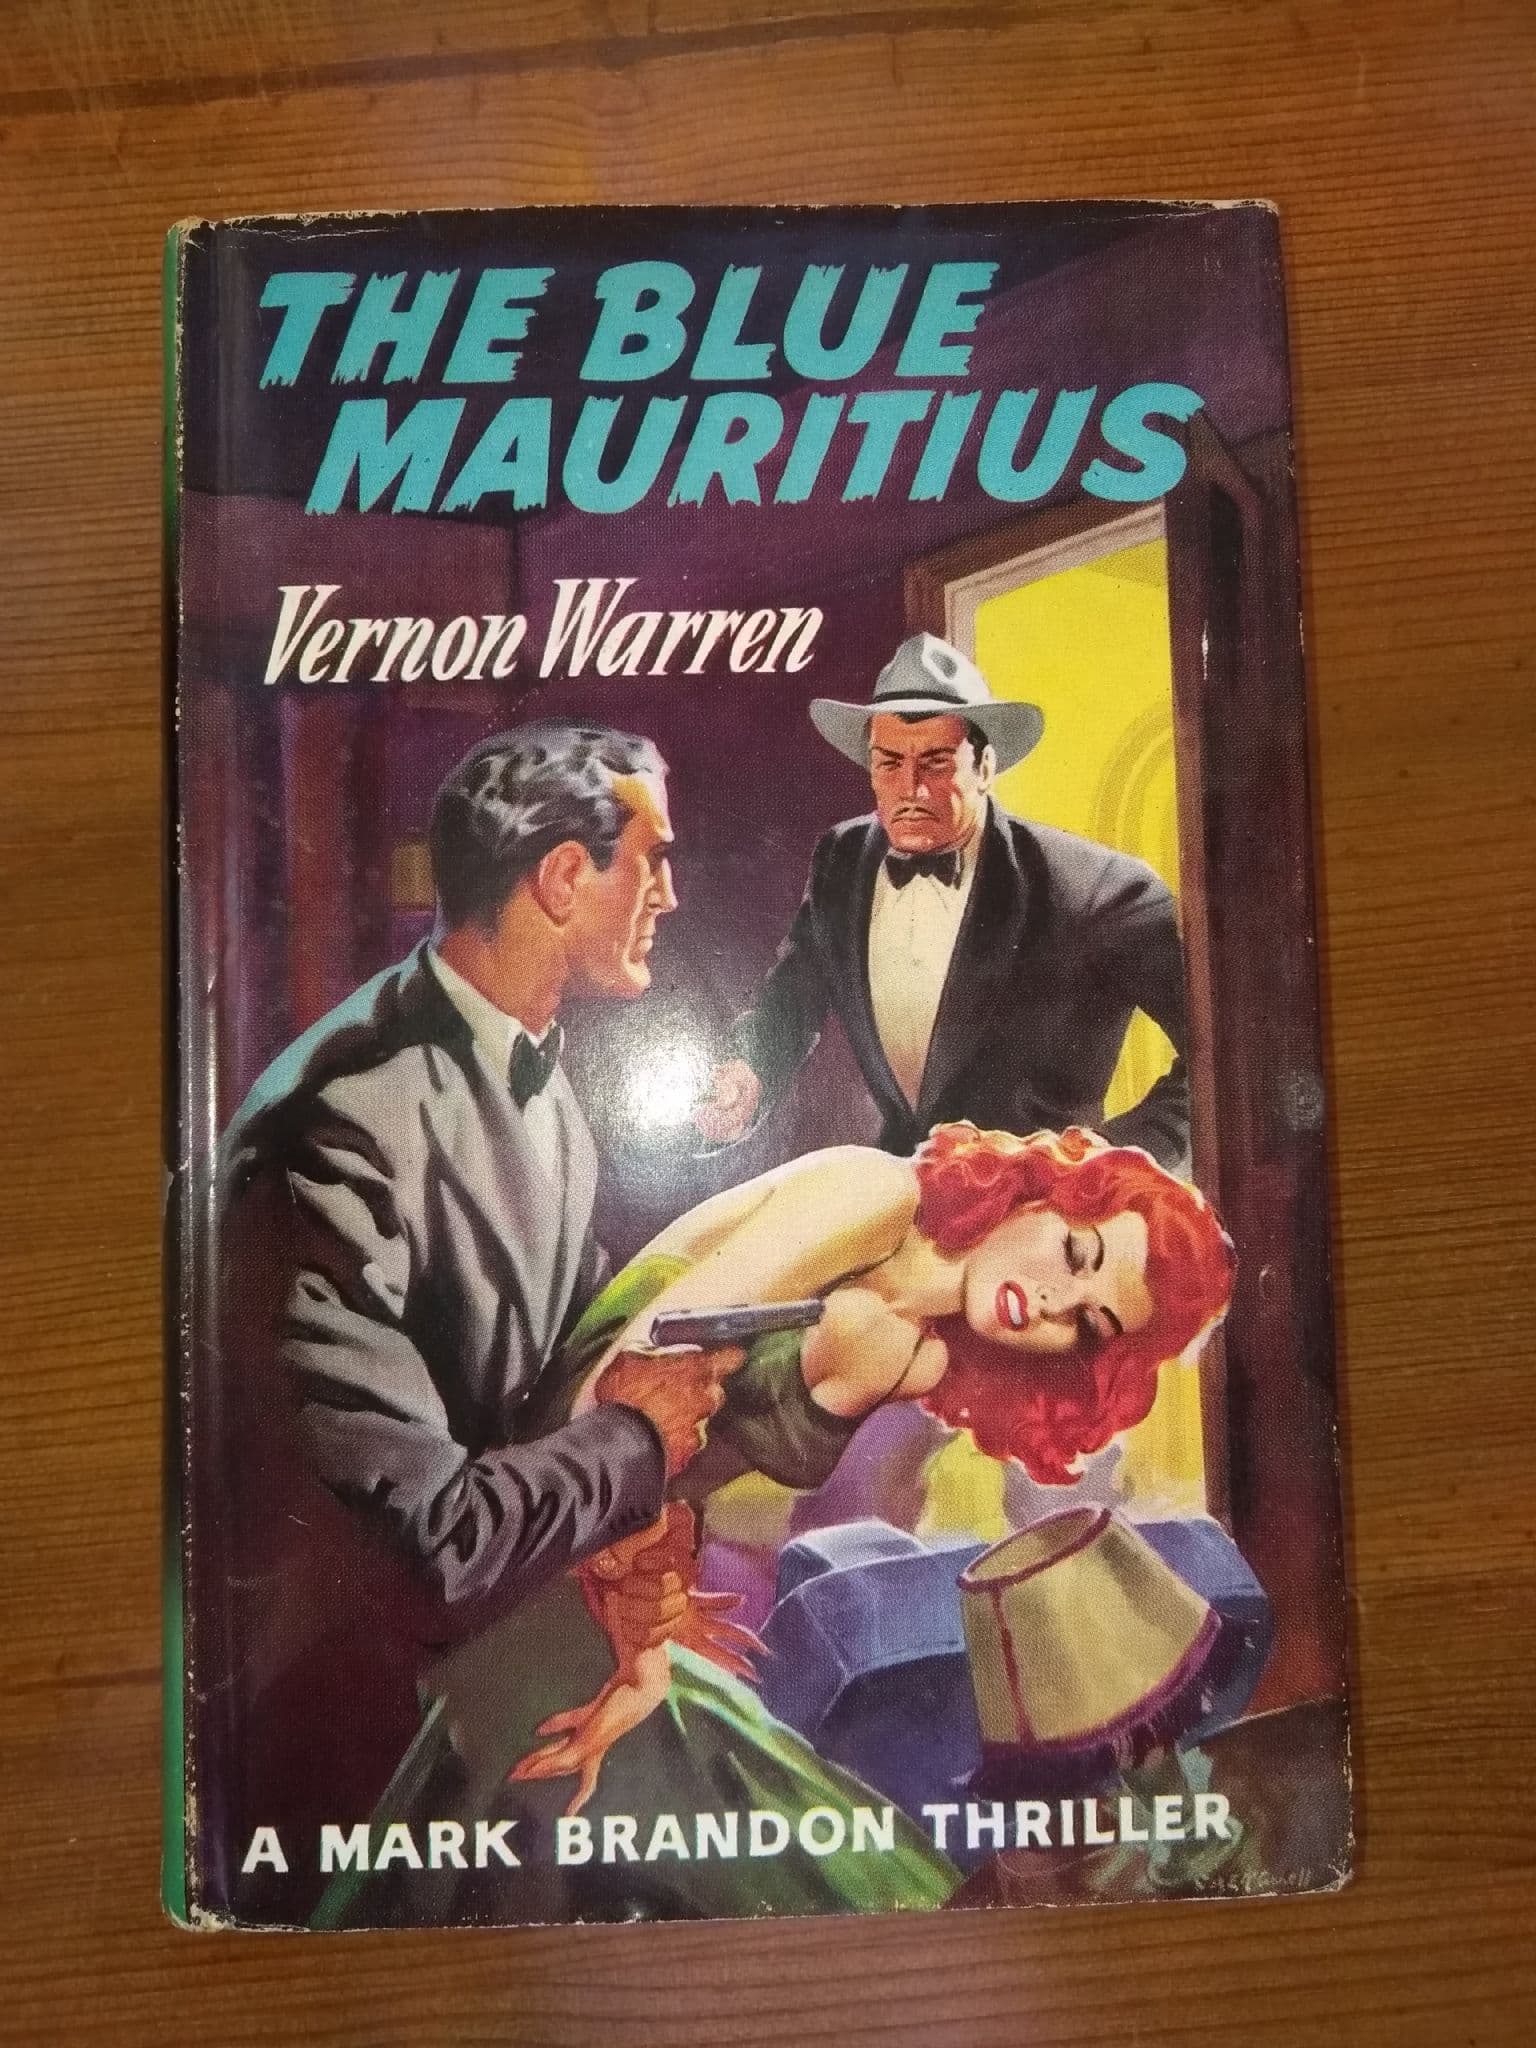 THE BLUE
MAURITIUS
Vernon Warren
A MARK BRANDON THRILLER